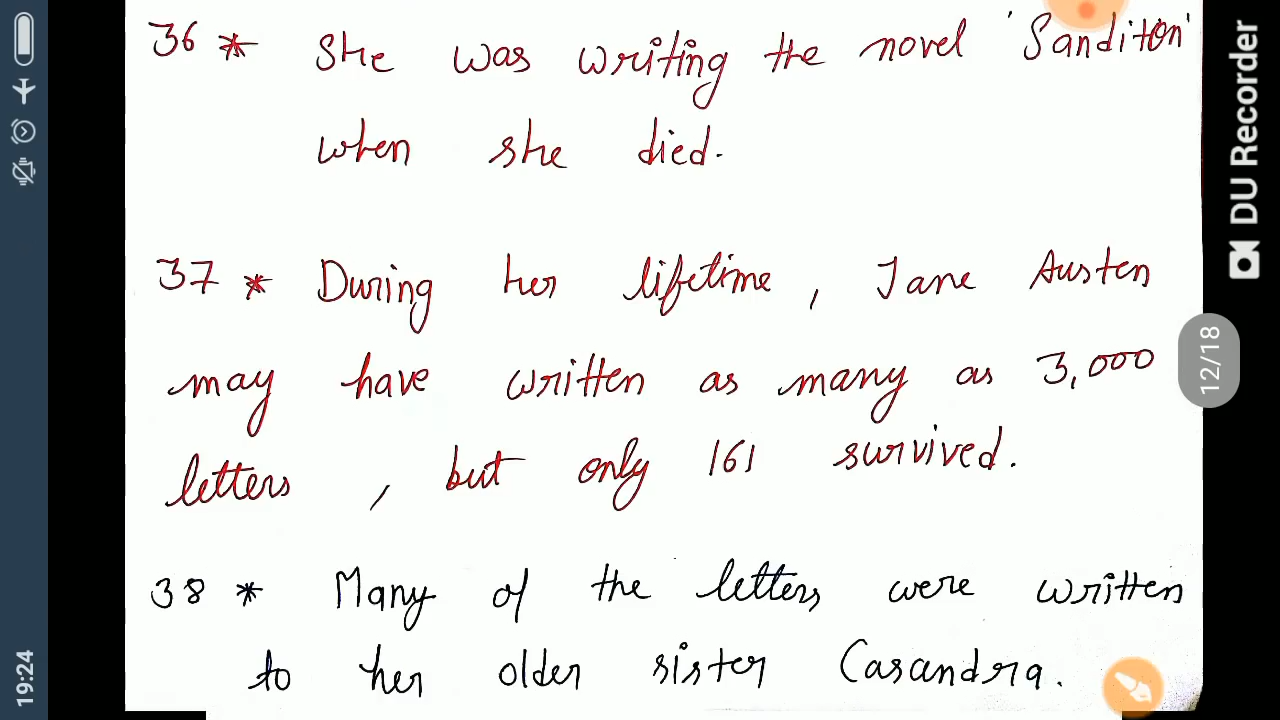 36 * She was writing the novel 'Sanditon'
when she died.
37 * During her lifetime, Jane Austen
may have written as many as 3,000
letters, but only 161 survived.
38 * Many of the letters were written
to her older sister Casandra.
19:24
DU Recorder
12/18